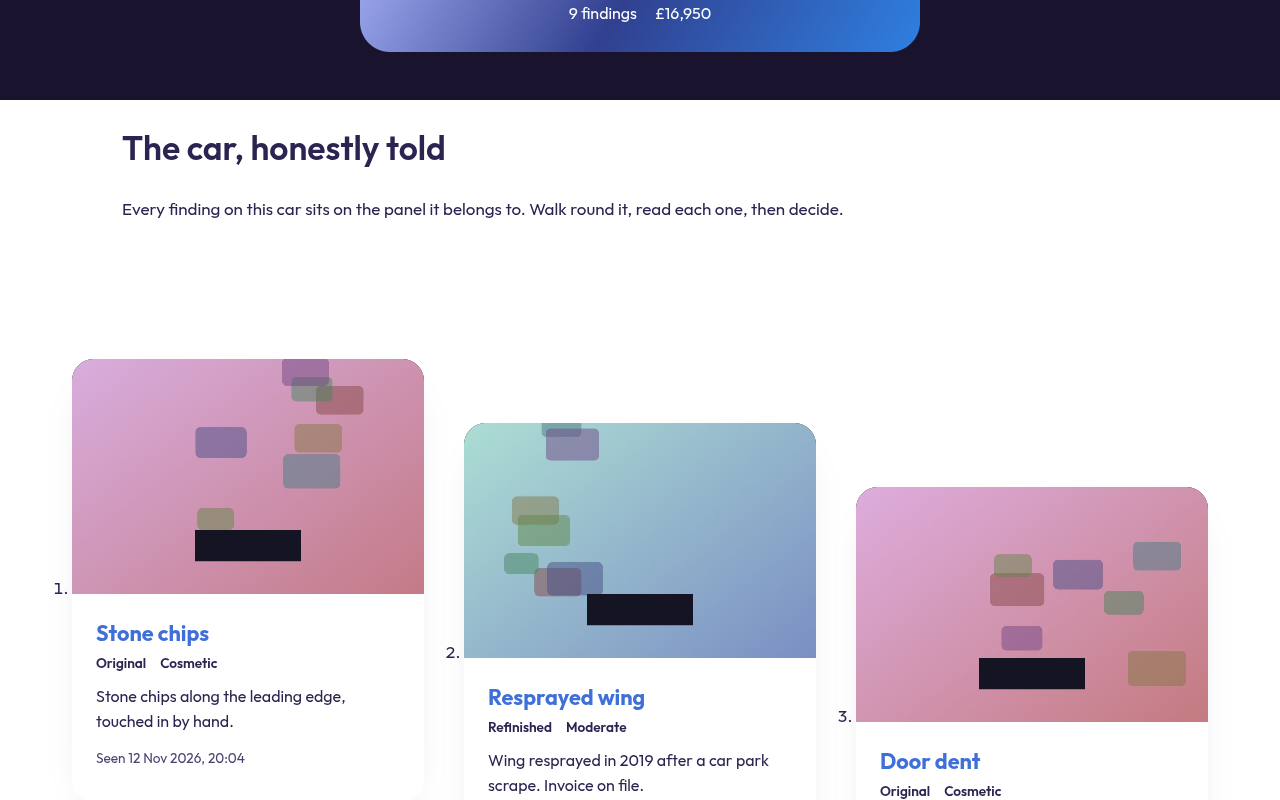 9 findings £16,950
The car, honestly told
Every finding on this car sits on the panel it belongs to. Walk round it, read each one, then decide.
1.
Stone chips
Original Cosmetic
Stone chips along the leading edge,
touched in by hand.
Seen 12 Nov 2026, 20:04
2.
Resprayed wing
Refinished Moderate
Wing resprayed in 2019 after a car park
scrape. Invoice on file.
3.
Door dent
Original Cosmetic